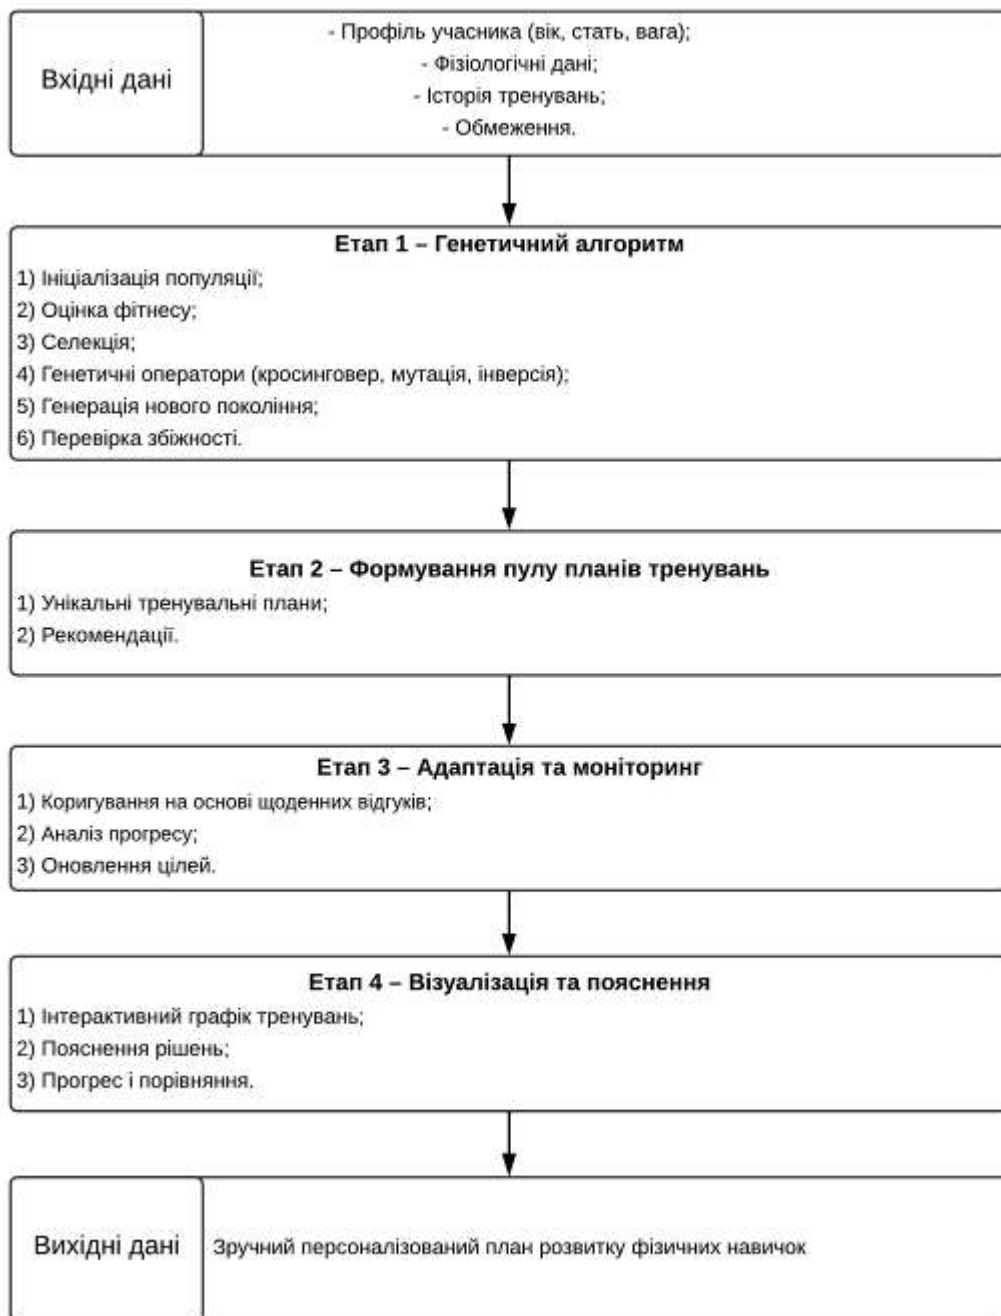 Вхідні дані
- Профіль учасника (вік, стать, вага);
- Фізіологічні дані;
- Історія тренувань;
- Обмеження.
Етап 1 – Генетичний алгоритм
1) Ініціалізація популяції;
2) Оцінка фітнесу;
3) Селекція;
4) Генетичні оператори (кросинговер, мутація, інверсія);
5) Генерація нового покоління;
6) Перевірка збіжності.
Етап 2 – Формування пулу планів тренувань
1) Унікальні тренувальні плани;
2) Рекомендації.
Етап 3 – Адаптація та моніторинг
1) Коригування на основі щоденних відгуків;
2) Аналіз прогресу;
3) Оновлення цілей.
Етап 4 – Візуалізація та пояснення
1) Інтерактивний графік тренувань;
2) Пояснення рішень;
3) Прогрес і порівняння.
Вихідні дані
Зручний персоналізований план розвитку фізичних навичок